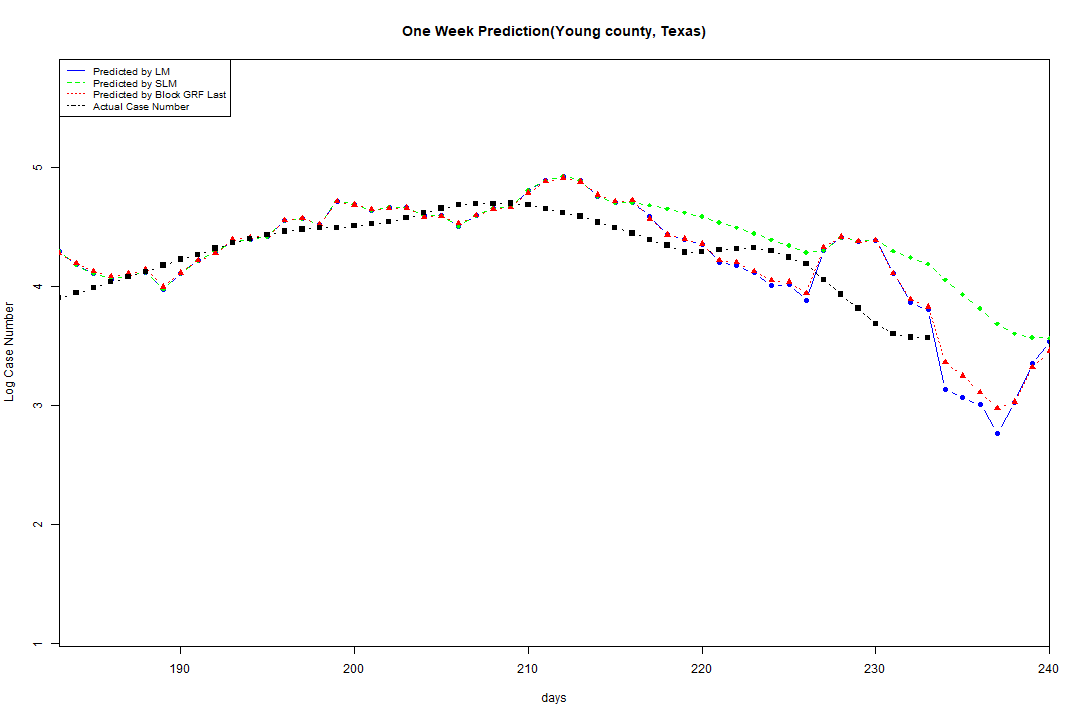 One Week Prediction(Young county, Texas)
Predicted by LM
Predicted by SLM
Predicted by Block GRF Last
Actual Case Number
5
4
3
2
1
Log Case Number
190 200 210 220 230 240
days